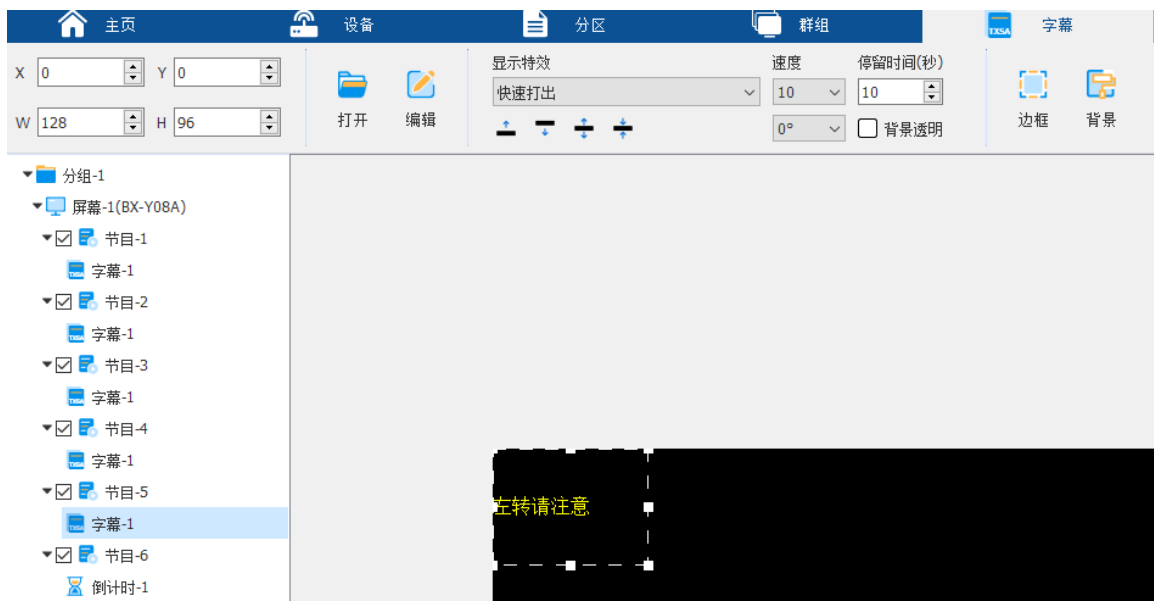 主页 设备 分区 群组 TXSA 字幕
X 0 Y 0 显示特效 速度 停留时间(秒)
快速打出 10 10
W 128 H 96 打开 编辑 0° 背景透明 边框 背景
分组-1
屏幕-1(BX-Y08A)
节目-1
字幕-1
节目-2
字幕-1
节目-3
字幕-1
节目-4
字幕-1
节目-5
字幕-1
节目-6
倒计时-1
左转请注意